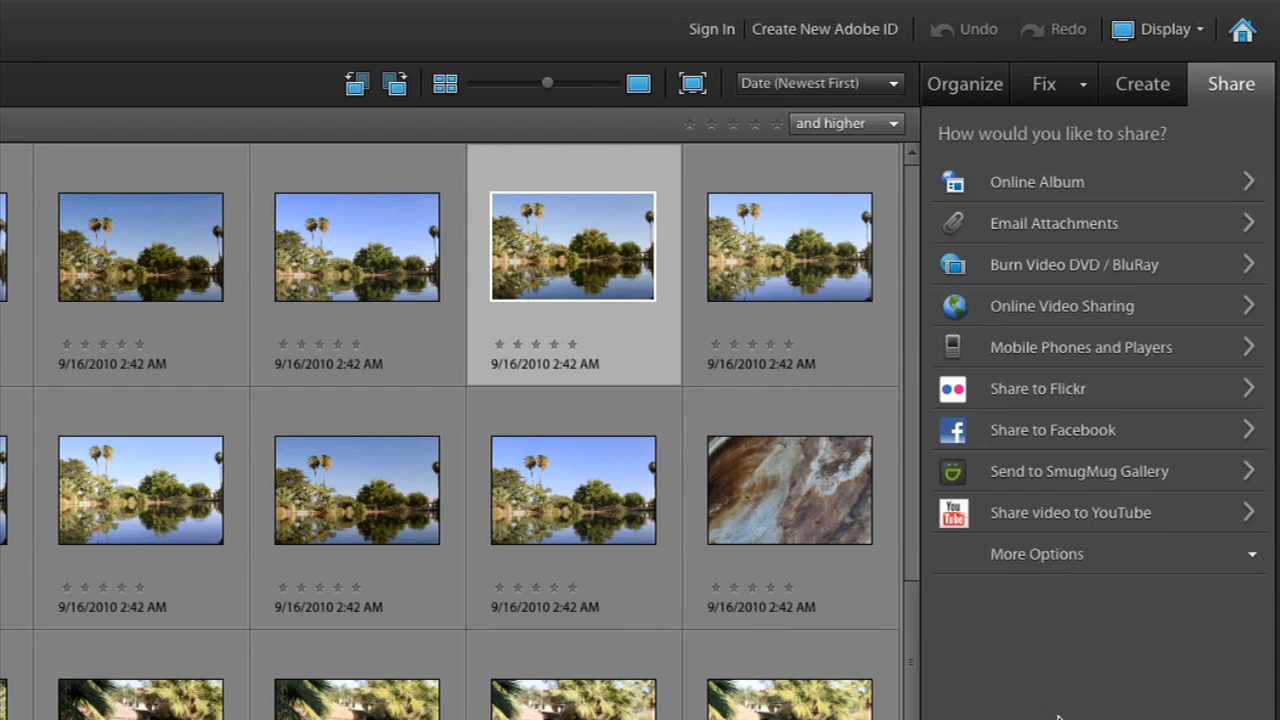 Sign In
Create New Adobe ID
Undo
Redo
Display
Date (Newest First)
Organize
Fix
Create
Share
and higher
How would you like to share?
Online Album
Email Attachments
Burn Video DVD / BluRay
Online Video Sharing
Mobile Phones and Players
Share to Flickr
Share to Facebook
Send to SmugMug Gallery
You Tube
Share video to YouTube
More Options
9/16/2010 2:42 AM
9/16/2010 2:42 AM
9/16/2010 2:42 AM
9/16/2010 2:42 AM
9/16/2010 2:42 AM
9/16/2010 2:42 AM
9/16/2010 2:42 AM
9/16/2010 2:42 AM